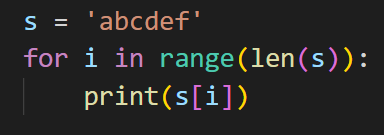 s = 'abcdef'
for i in range(len(s)):
    print(s[i])